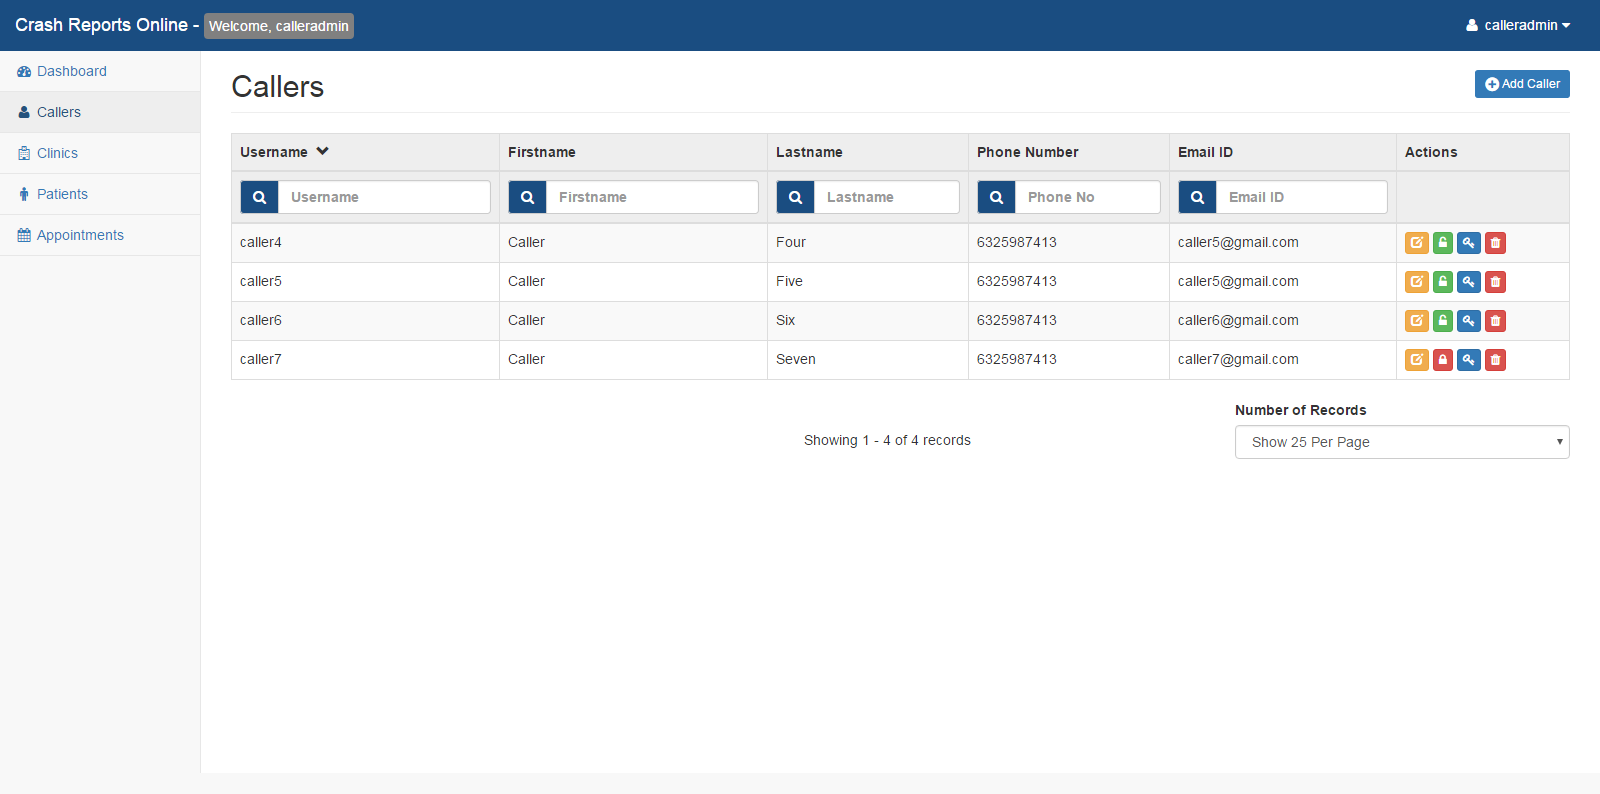 Crash Reports Online - Welcome, calleradmin
calleradmin
Dashboard
Callers
Clinics
Patients
Appointments
Callers
Add Caller
Username Firstname Lastname Phone Number Email ID Actions
Username Firstname Lastname Phone No Email ID
caller4 Caller Four 6325987413 caller5@gmail.com
caller5 Caller Five 6325987413 caller5@gmail.com
caller6 Caller Six 6325987413 caller6@gmail.com
caller7 Caller Seven 6325987413 caller7@gmail.com
Number of Records
Showing 1 - 4 of 4 records
Show 25 Per Page